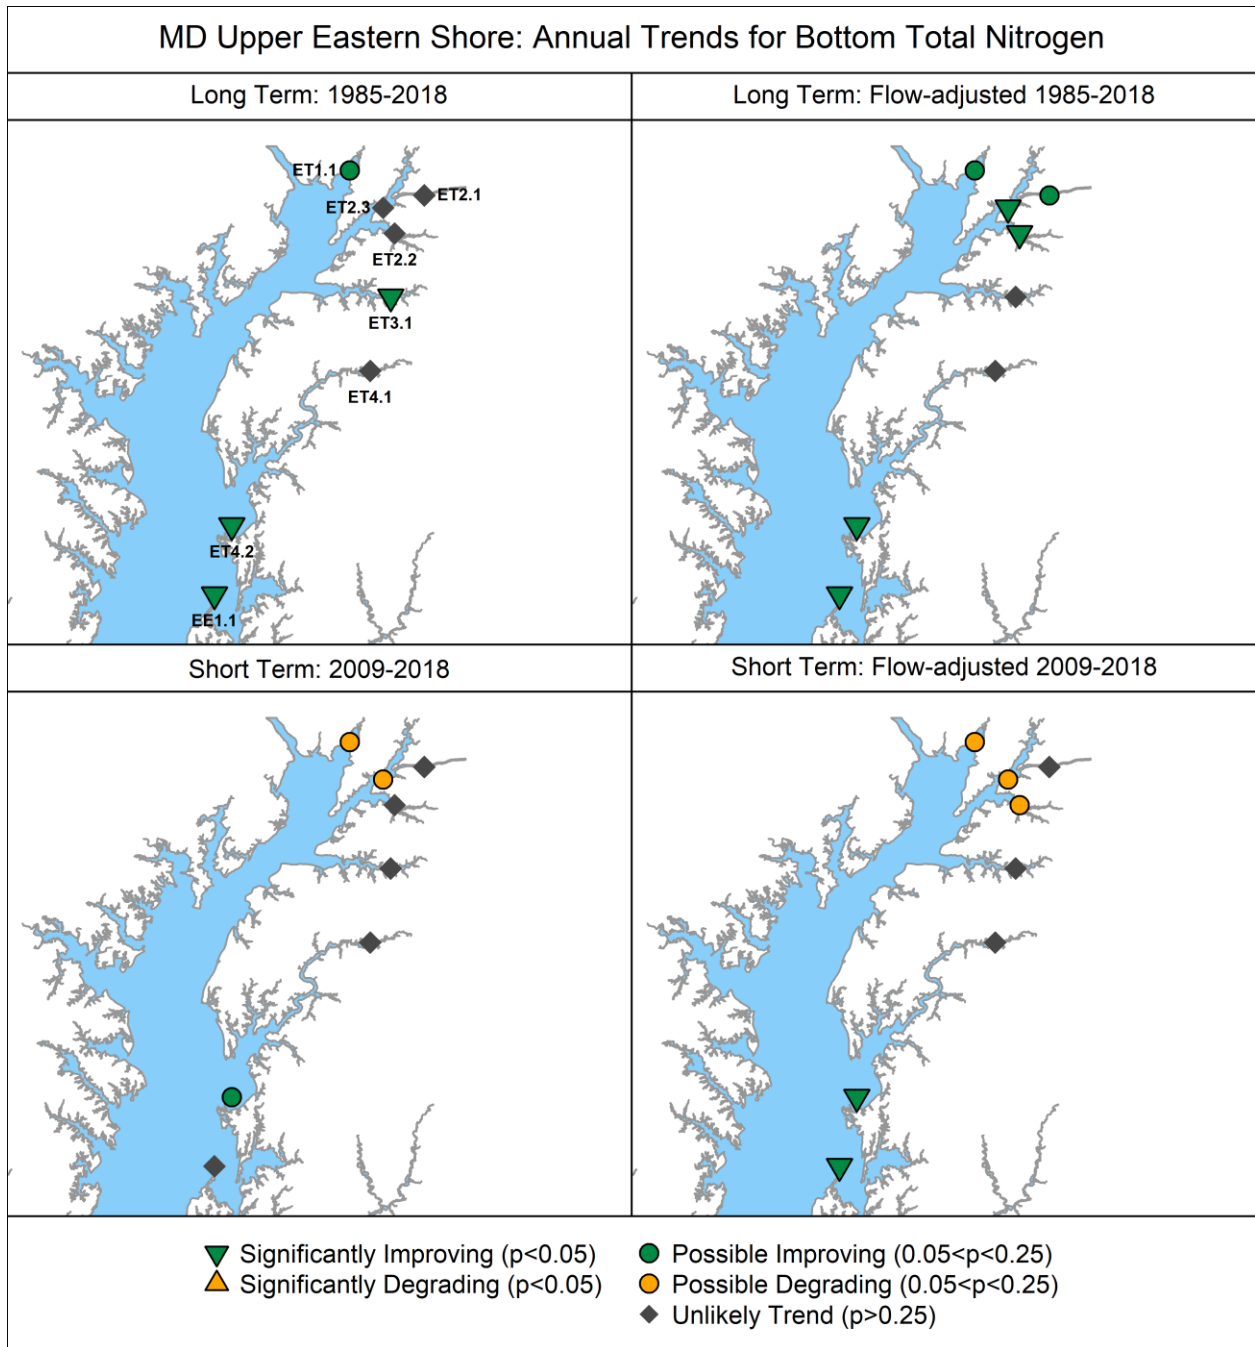 MD Upper Eastern Shore: Annual Trends for Bottom Total Nitrogen
Long Term: 1985-2018
Long Term: Flow-adjusted 1985-2018
ET1.1
ET2.1
ET2.3
ET2.2
ET3.1
ET4.1
ET4.2
EE1.1
Short Term: 2009-2018
Short Term: Flow-adjusted 2009-2018
Significantly Improving (p<0.05)
Possible Improving (0.05<p<0.25)
Significantly Degrading (p<0.05)
Possible Degrading (0.05<p<0.25)
Unlikely Trend (p>0.25)